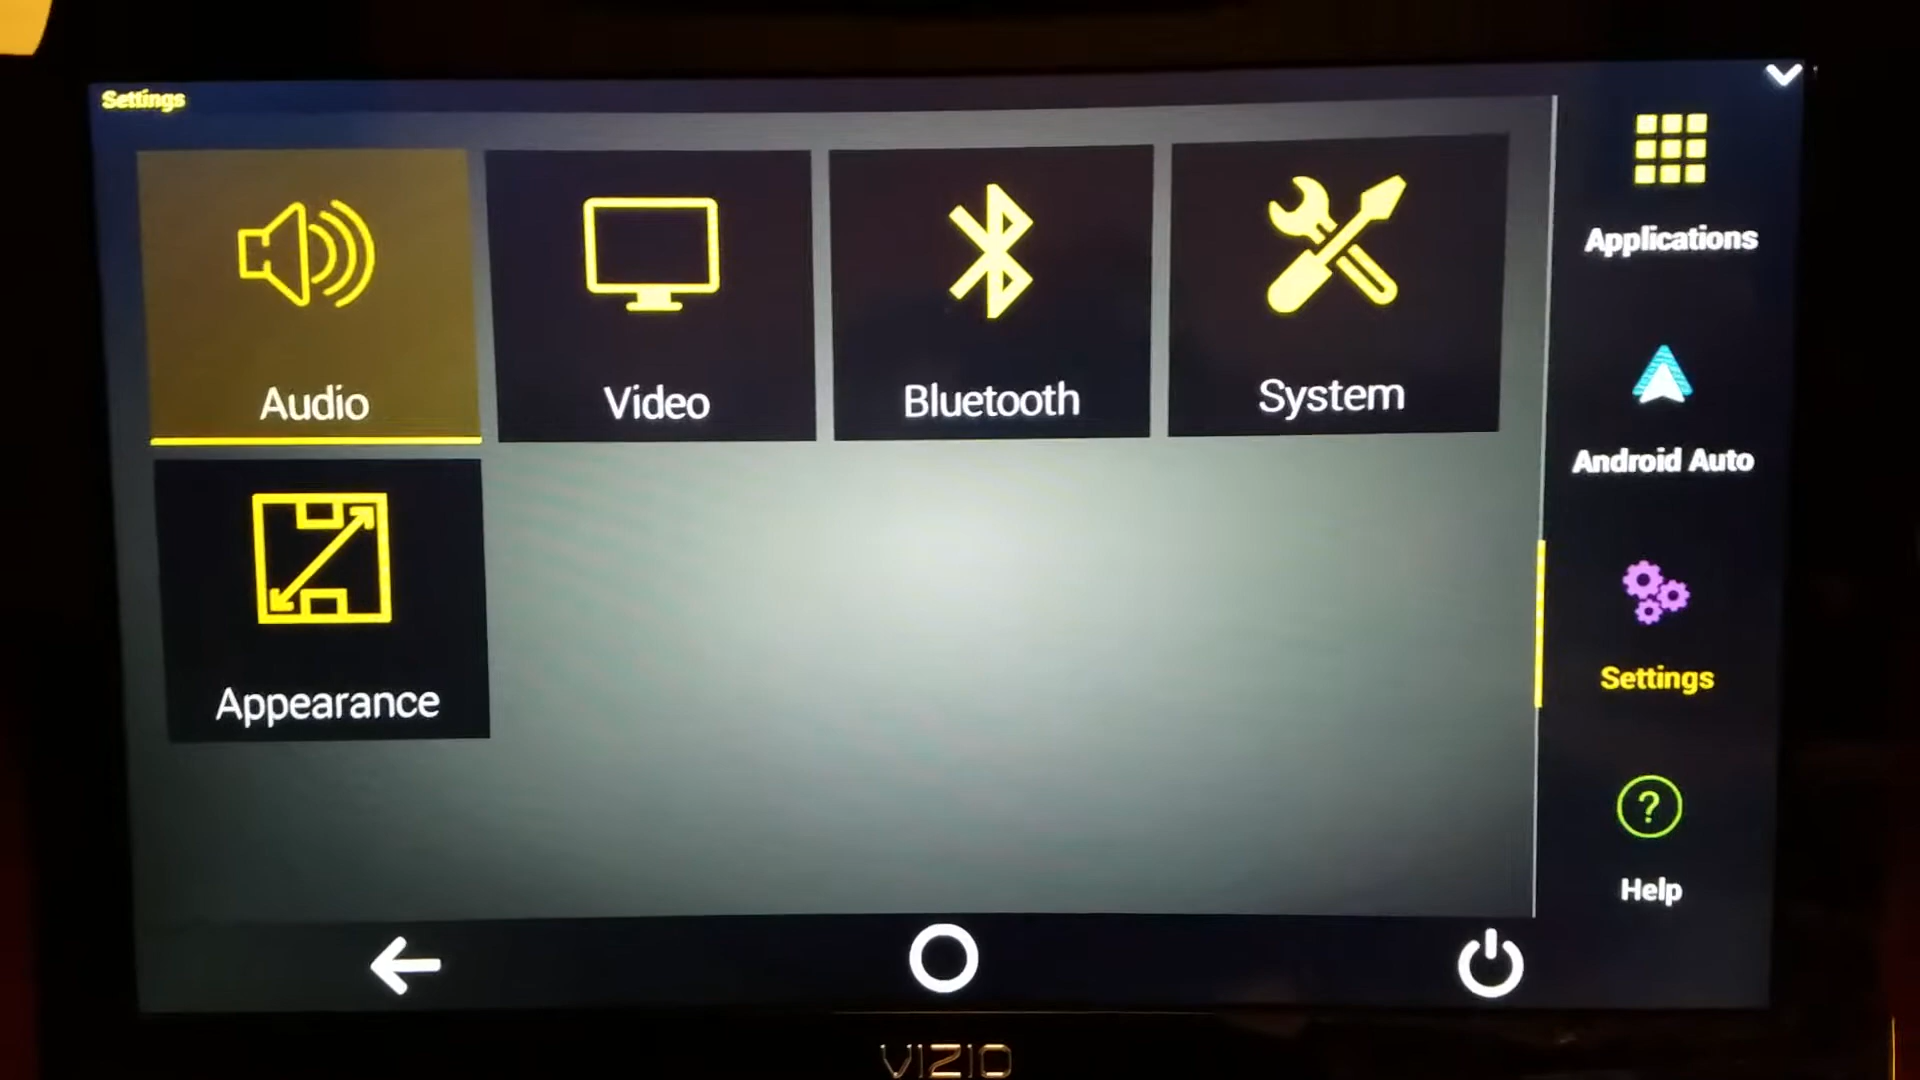 Settings
Audio
Video
Bluetooth
System
Appearance
Applications
Android Auto
Settings
?
Help
VIZIO